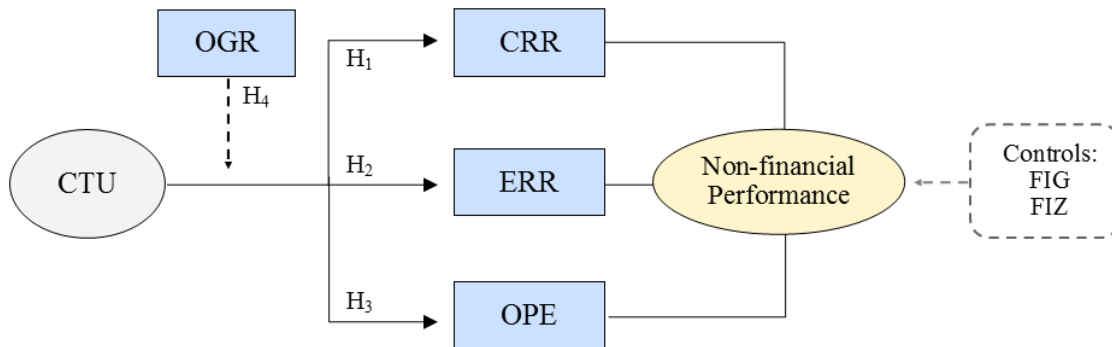 OGR
CRR
H₁
H₄
CTU
H₂
ERR
Non-financial
Performance
Controls:
FIG
FIZ
H₃
OPE